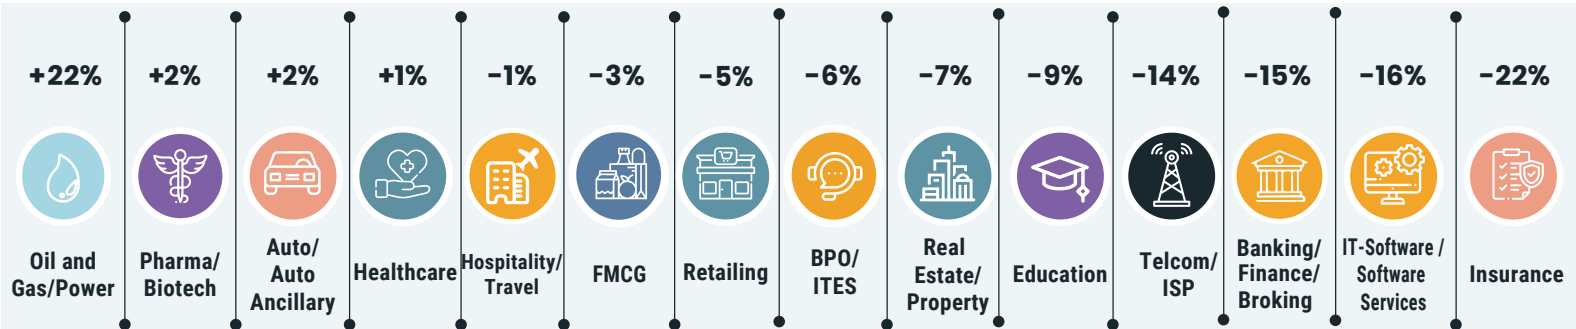 +22%
+2%
+2%
+1%
-1%
-3%
-5%
-6%
-7%
-9%
-14%
-15%
-16%
-22%
Oil and
Gas/Power
Pharma/
Biotech
Auto/
Auto
Ancillary
Healthcare
Hospitality/
Travel
FMCG
Retailing
BPO/
ITES
Real
Estate/
Property
Education
Telcom/
ISP
Banking/
Finance/
Broking
IT-Software /
Software
Services
Insurance